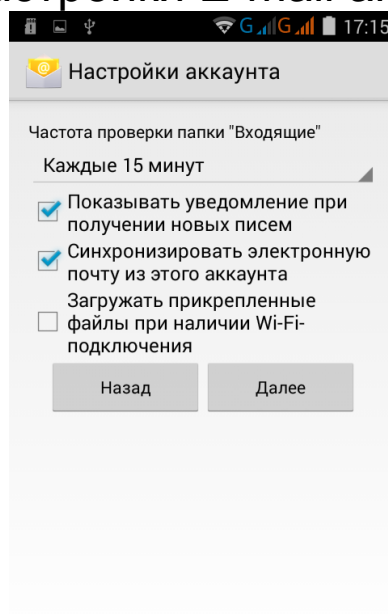 17:15
Настройки аккаунта
Частота проверки папки "Входящие"
Каждые 15 минут
Показывать уведомление при
получении новых писем
Синхронизировать электронную
почту из этого аккаунта
Загружать прикрепленные
файлы при наличии Wi-Fi-
подключения
Назад
Далее